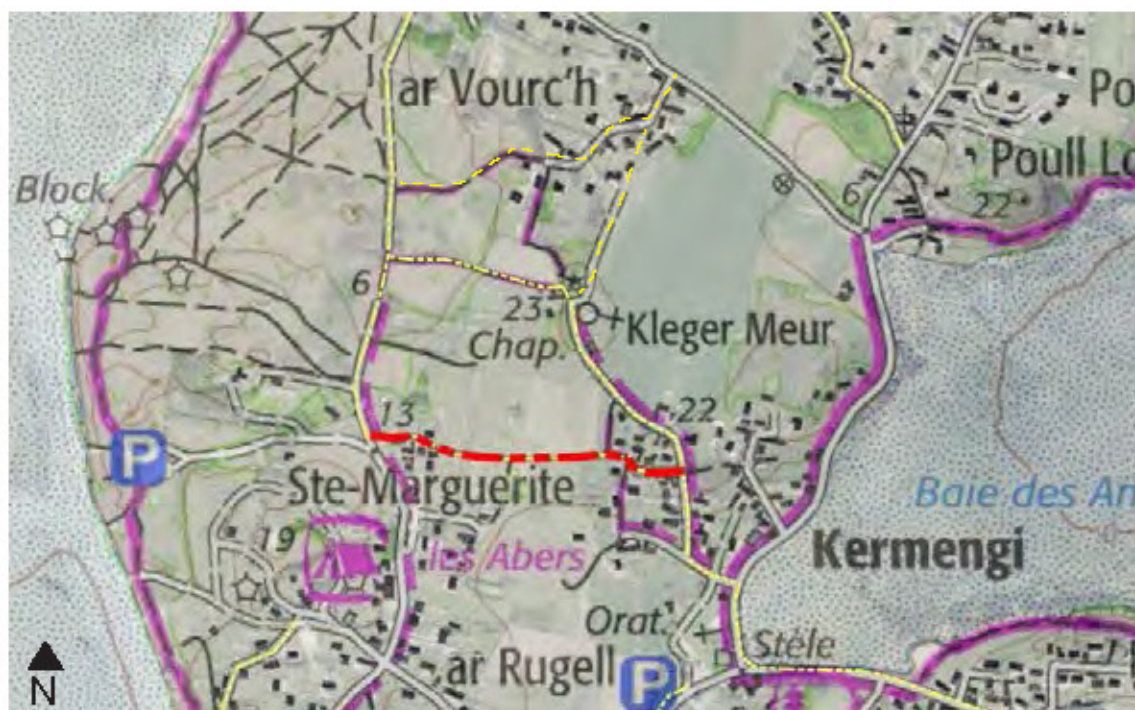 ar Vourc'h
Po
Poull Lo
Block.
6
22
6
23
Chap.
Kleger Meur
13
22
P
Ste-Marguerite
Baie des An
19
les Abers
Kermengi
Orat.
Stèle
ar Rugell
P
N